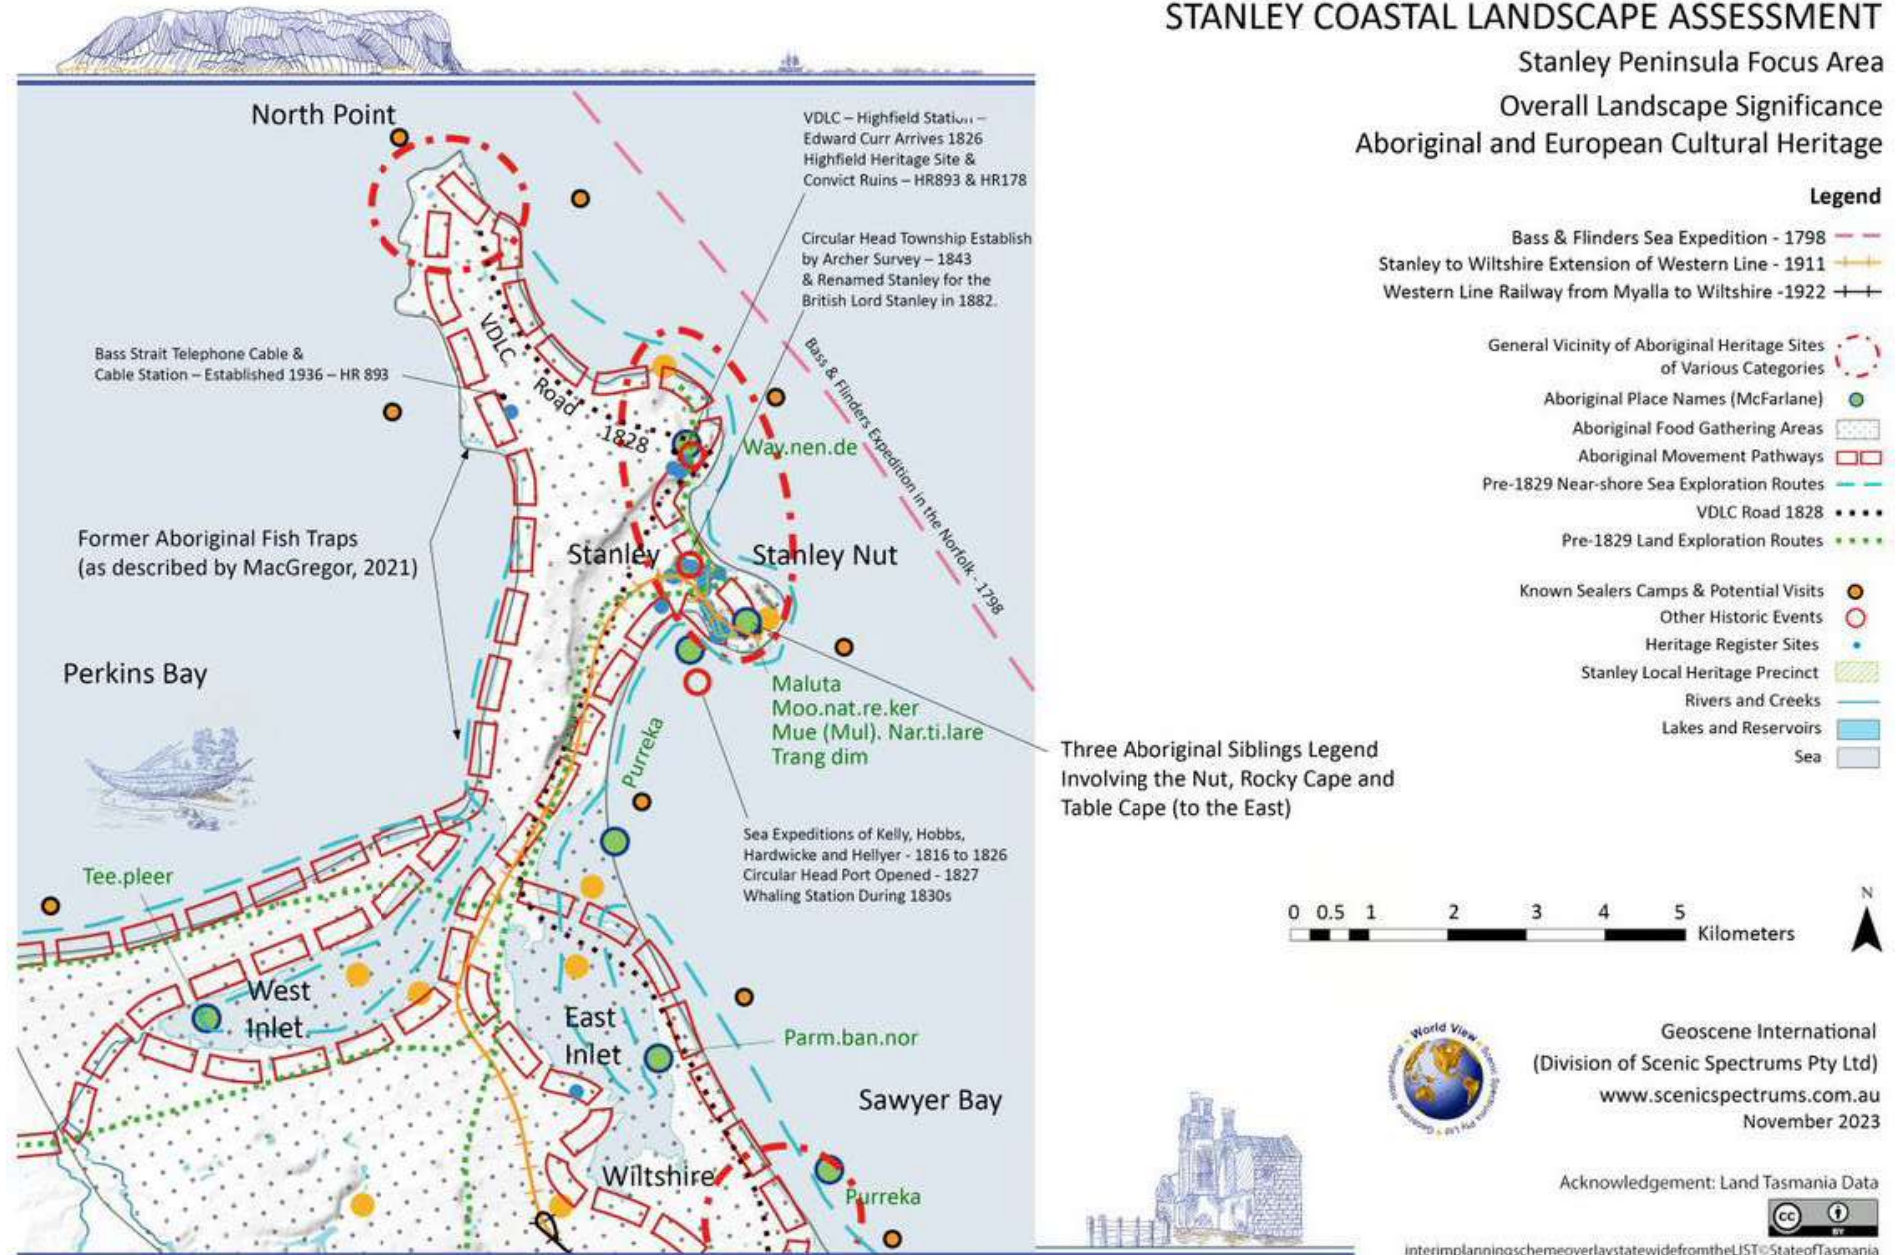 STANLEY COASTAL LANDSCAPE ASSESSMENT
Stanley Peninsula Focus Area
Overall Landscape Significance
Aboriginal and European Cultural Heritage
Legend
Bass & Flinders Sea Expedition - 1798
Stanley to Wiltshire Extension of Western Line - 1911
Western Line Railway from Myalla to Wiltshire -1922
General Vicinity of Aboriginal Heritage Sites
of Various Categories
Aboriginal Place Names (McFarlane)
Aboriginal Food Gathering Areas
Aboriginal Movement Pathways
Pre-1829 Near-shore Sea Exploration Routes
VDLC Road 1828
Pre-1829 Land Exploration Routes
Known Sealers Camps & Potential Visits
Other Historic Events
Heritage Register Sites
Stanley Local Heritage Precinct
Rivers and Creeks
Lakes and Reservoirs
Sea
North Point
VDLC – Highfield Station –
Edward Curr Arrives 1826
Highfield Heritage Site &
Convict Ruins – HR893 & HR178
Circular Head Township Establish
by Archer Survey – 1843
& Renamed Stanley for the
British Lord Stanley in 1882.
Bass Strait Telephone Cable &
Cable Station – Established 1936 – HR 893
VDLC
Road
1828
Bass & Flinders Expedition in the Norfolk - 1798
Way.nen.de
Former Aboriginal Fish Traps
(as described by MacGregor, 2021)
Stanley
Stanley Nut
Perkins Bay
Maluta
Moo.nat.re.ker
Mue (Mul). Nar.ti.lare
Trang dim
Purreka
Three Aboriginal Siblings Legend
Involving the Nut, Rocky Cape and
Table Cape (to the East)
Sea Expeditions of Kelly, Hobbs,
Hardwicke and Hellyer - 1816 to 1826
Circular Head Port Opened - 1827
Whaling Station During 1830s
Tee.pleer
West
Inlet
East
Inlet
Parm.ban.nor
Sawyer Bay
Wiltshire
Purreka
0 0.5 1 2 3 4 5
Kilometers
N
World View
Geoscene International
(Division of Scenic Spectrums Pty Ltd)
www.scenicspectrums.com.au
November 2023
Acknowledgement: Land Tasmania Data
cc
BY
interimplanningschemeoverlaystatewidefromtheLIST©StateofTasmania